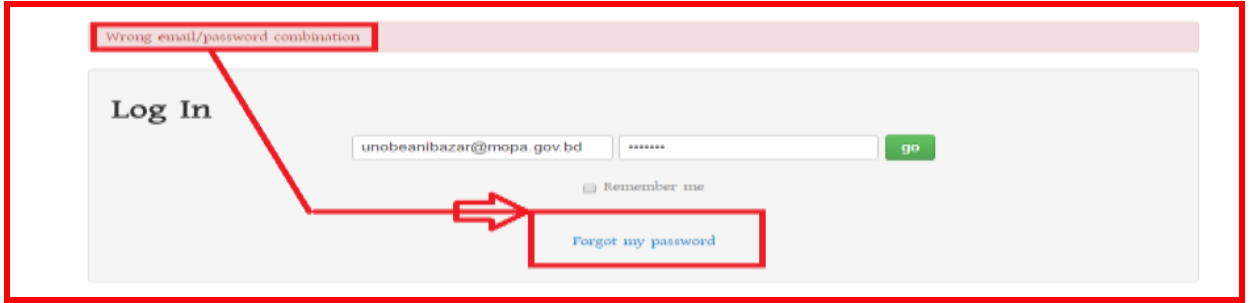 Wrong email/password combination
Log In
unobeanibazar@mopa.gov.bd ••••••• go
Remember me
Forgot my password